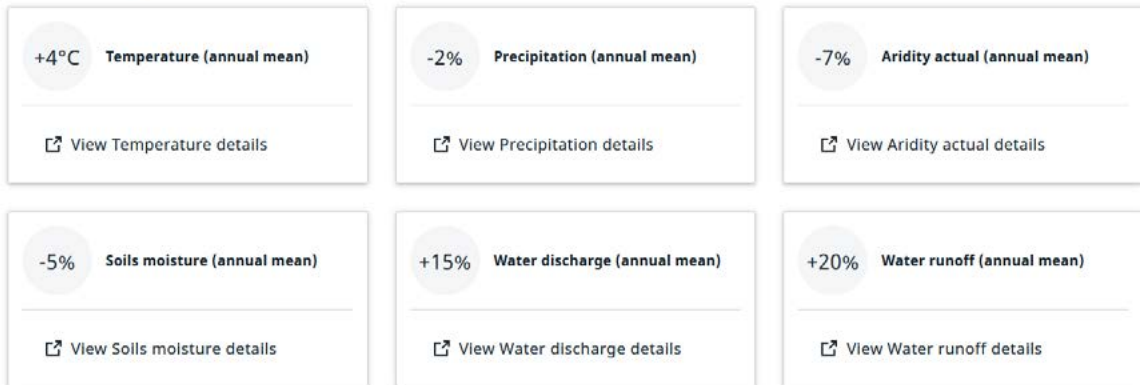 +4°C Temperature (annual mean)
View Temperature details
-2% Precipitation (annual mean)
View Precipitation details
-7% Aridity actual (annual mean)
View Aridity actual details
-5% Soils moisture (annual mean)
View Soils moisture details
+15% Water discharge (annual mean)
View Water discharge details
+20% Water runoff (annual mean)
View Water runoff details